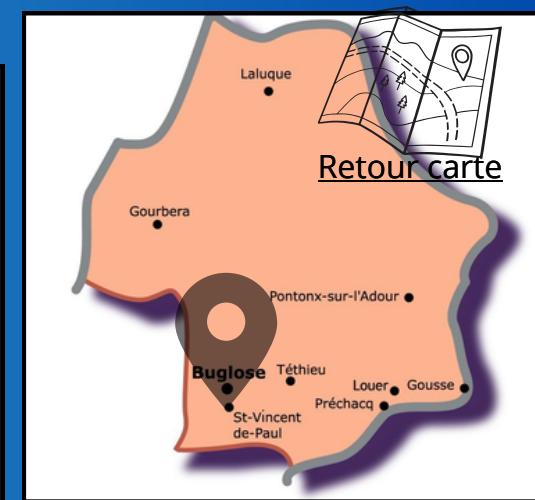 Laluque
Retour carte
Gourbera
Pontonx-sur-l'Adour
Buglose
Téthieu
Louer
Gousse
Préchacq
St-Vincent
de-Paul